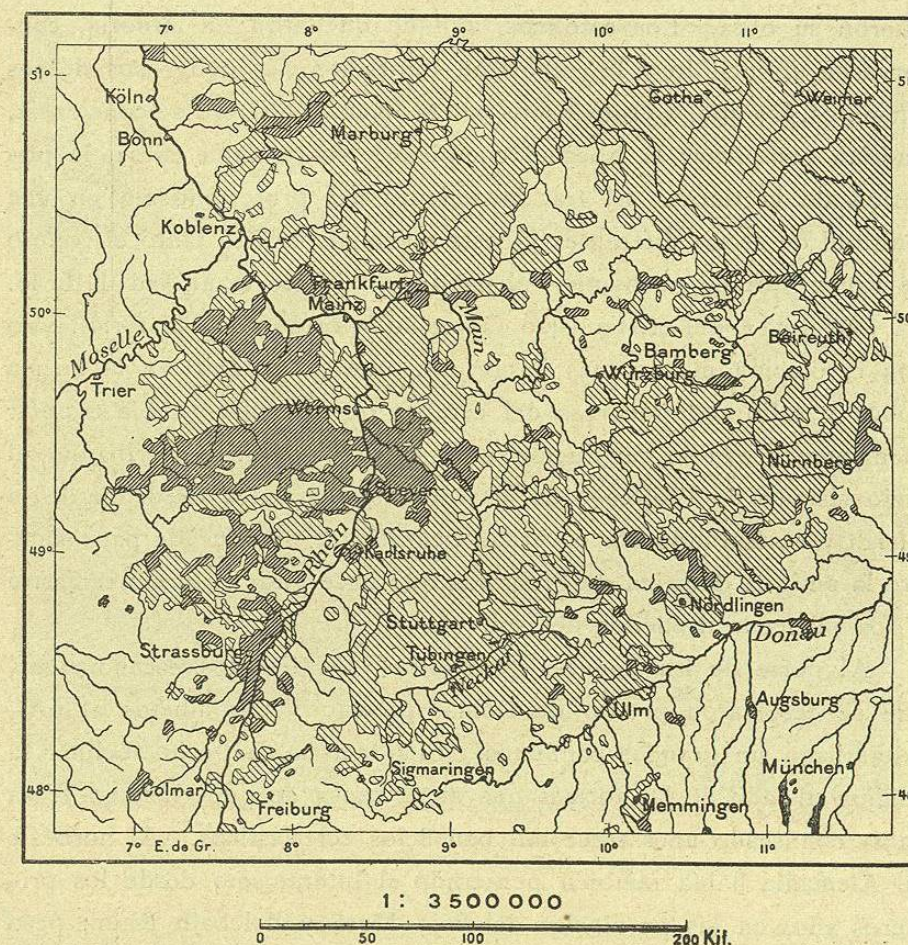 7° 8° 9° 10° 11°
51°
Köln
Bonn
Marburg
Gotha
Weimar
Koblenz
Frankfurt
Mainz
50°
Main
Moselle
Bamberg
Baireuth
Trier
Würzburg
Worms
Nürnberg
Speyer
49°
Rhein
Karlsruhe
Nördlingen
Stuttgart
Donau
Strassburg
Tübingen
Neckar
Ulm
Augsburg
Sigmaringen
München
48°
Colmar
Freiburg
Memmingen
7° E. de Gr. 8° 9° 10° 11°
1: 3500000
0 50 100 200 Kif.